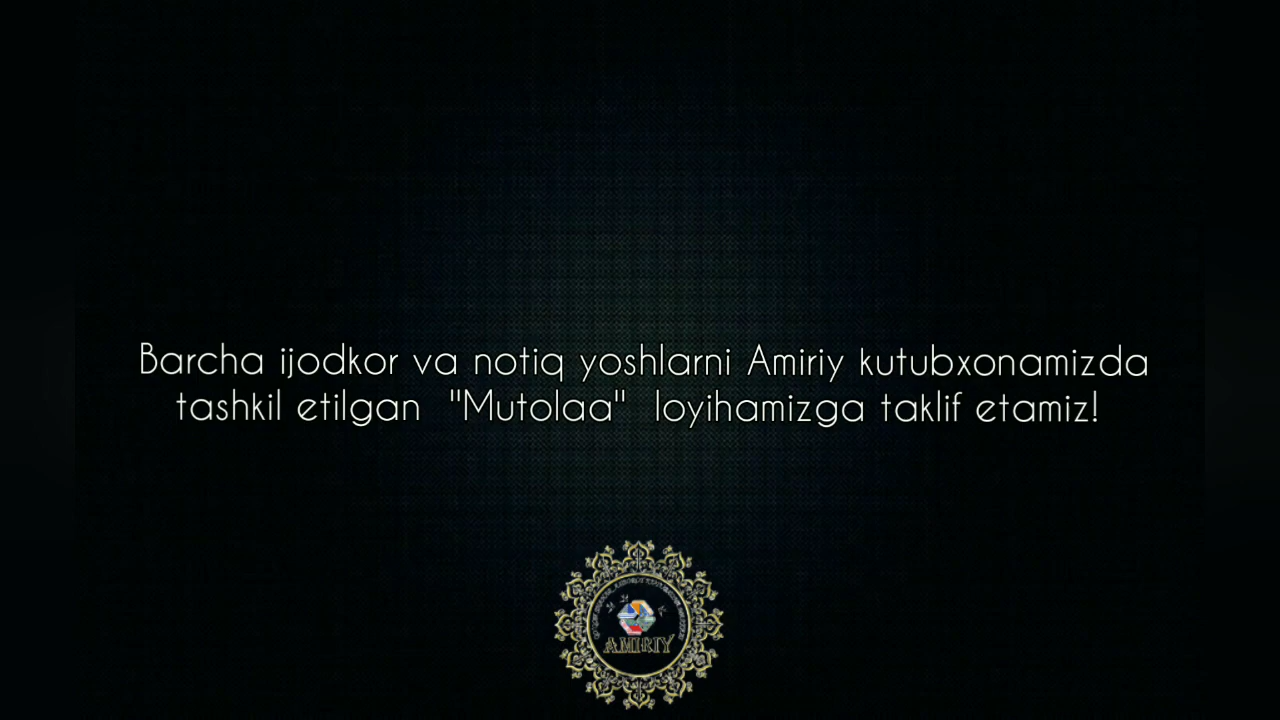 Barcha ijodkor va notiq yoshlarni Amiriy kutubxonamizda
tashkil etilgan "Mutolaa" loyihamizga taklif etamiz!
AMIRIY